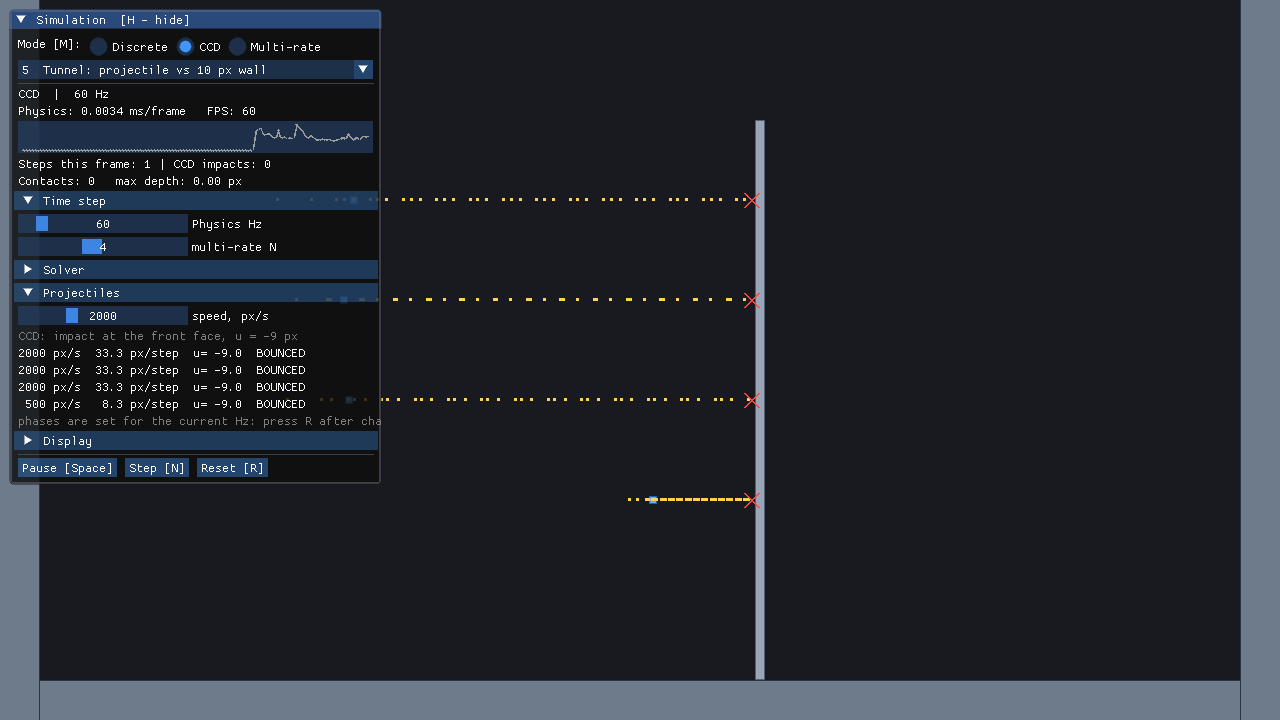 Simulation  [H - hide]
Mode [M]: Discrete CCD Multi-rate
5  Tunnel: projectile vs 10 px wall
CCD  |  60 Hz
Physics: 0.0034 ms/frame   FPS: 60
Steps this frame: 1 | CCD impacts: 0
Contacts: 0   max depth: 0.00 px
Time step
60 Physics Hz
4 multi-rate N
Solver
Projectiles
2000 speed, px/s
CCD: impact at the front face, u = -9 px
2000 px/s  33.3 px/step  u= -9.0  BOUNCED
2000 px/s  33.3 px/step  u= -9.0  BOUNCED
2000 px/s  33.3 px/step  u= -9.0  BOUNCED
500 px/s   8.3 px/step  u= -9.0  BOUNCED
phases are set for the current Hz: press R after cha
Display
Pause [Space] Step [N] Reset [R]